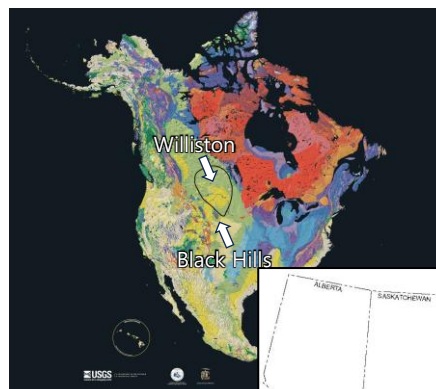 Williston
Black Hills
ALBERTA
SASKATCHEWAN
USGS